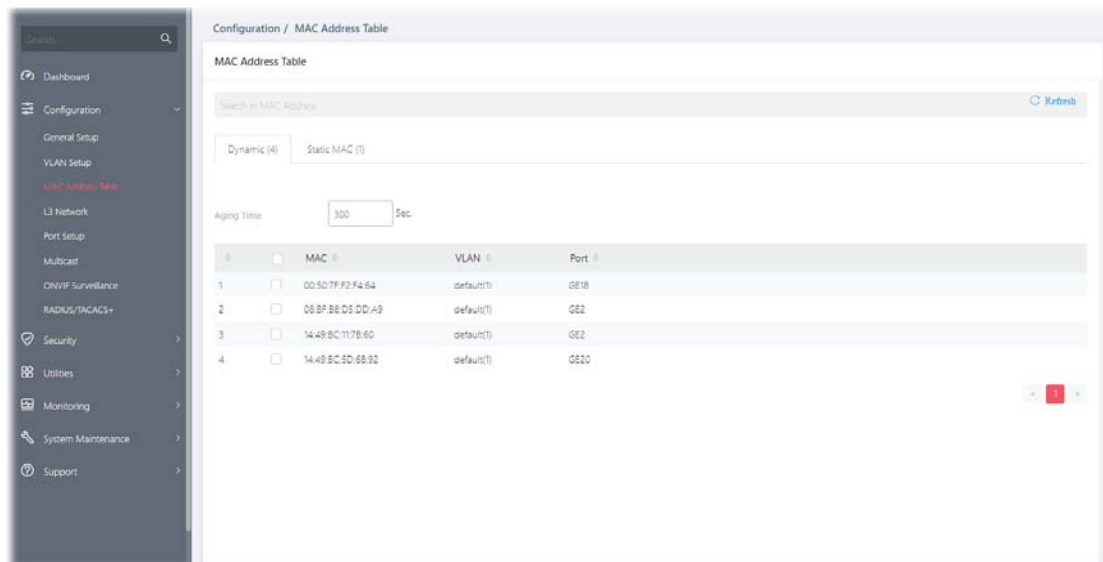 Search...
Dashboard
Configuration
General Setup
VLAN Setup
MAC Address Table
L3 Network
Port Setup
Multicast
ONVIF Surveillance
RADIUS/TACACS+
Security
Utilities
Monitoring
System Maintenance
Support
Configuration / MAC Address Table
MAC Address Table
Search in MAC Address
Refresh
Dynamic (4) Static MAC (1)
Aging Time 300 Sec.
MAC VLAN Port
1 00:50:7F:F2:F4:64 default(1) GE18
2 08:BF:B8:D5:DD:A9 default(1) GE2
3 14:49:BC:11:7B:60 default(1) GE2
4 14:49:BC:5D:68:92 default(1) GE20
« 1 »